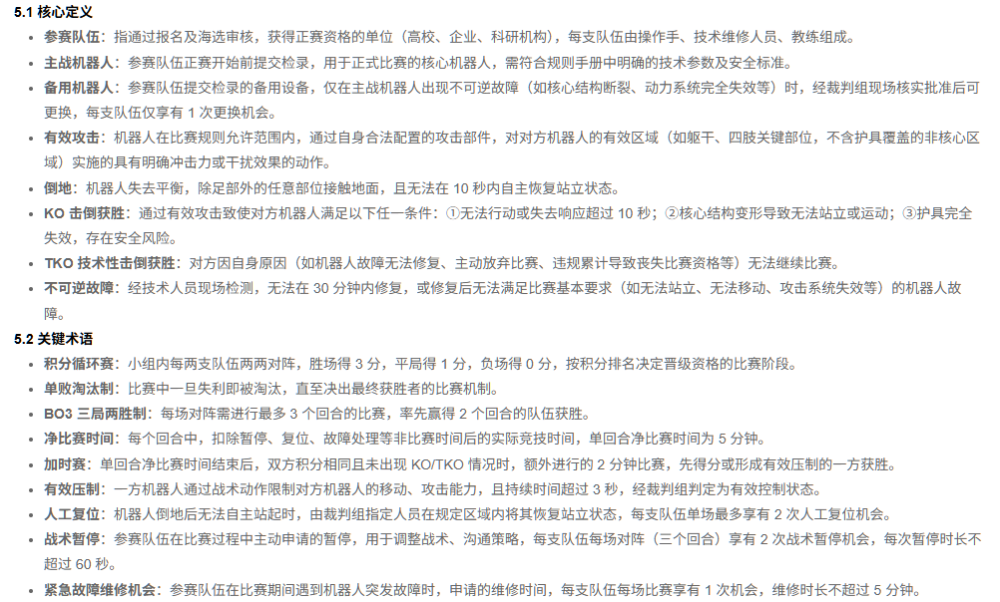 5.1 核心定义
• 参赛队伍：指通过报名及海选审核，获得正赛资格的单位（高校、企业、科研机构），每支队伍由操作手、技术维修人员、教练组成。
• 主战机器人：参赛队伍正赛开始前提交检录，用于正式比赛的核心机器人，需符合规则手册中明确的技术参数及安全标准。
• 备用机器人：参赛队伍提交检录的备用设备，仅在主战机器人出现不可逆故障（如核心结构断裂、动力系统完全失效等）时，经裁判组现场核实批准后可
更换，每支队伍仅享有 1 次更换机会。
• 有效攻击：机器人在比赛规则允许范围内，通过自身合法配置的攻击部件，对对方机器人的有效区域（如躯干、四肢关键部位，不含护具覆盖的非核心区
域）实施的具有明确冲击力或干扰效果的动作。
• 倒地：机器人失去平衡，除足部外的任意部位接触地面，且无法在 10 秒内自主恢复站立状态。
• KO 击倒获胜：通过有效攻击致使对方机器人满足以下任一条件：①无法行动或失去响应超过 10 秒；②核心结构变形导致无法站立或运动；③护具完全
失效，存在安全风险。
• TKO 技术性击倒获胜：对方因自身原因（如机器人故障无法修复、主动放弃比赛、违规累计导致丧失比赛资格等）无法继续比赛。
• 不可逆故障：经技术人员现场检测，无法在 30 分钟内修复，或修复后无法满足比赛基本要求（如无法站立、无法移动、攻击系统失效等）的机器人故
障。
5.2 关键术语
• 积分循环赛：小组内每两支队伍两两对阵，胜场得 3 分，平局得 1 分，负场得 0 分，按积分排名决定晋级资格的比赛阶段。
• 单败淘汰制：比赛中一旦失利即被淘汰，直至决出最终获胜者的比赛机制。
• BO3 三局两胜制：每场对阵需进行最多 3 个回合的比赛，率先赢得 2 个回合的队伍获胜。
• 净比赛时间：每个回合中，扣除暂停、复位、故障处理等非比赛时间后的实际竞技时间，单回合净比赛时间为 5 分钟。
• 加时赛：单回合净比赛时间结束后，双方积分相同且未出现 KO/TKO 情况时，额外进行的 2 分钟比赛，先得分或形成有效压制的一方获胜。
• 有效压制：一方机器人通过战术动作限制对方机器人的移动、攻击能力，且持续时间超过 3 秒，经裁判组判定为有效控制状态。
• 人工复位：机器人倒地后无法自主站起时，由裁判组指定人员在规定区域内将其恢复站立状态，每支队伍单场最多享有 2 次人工复位机会。
• 战术暂停：参赛队伍在比赛过程中主动申请的暂停，用于调整战术、沟通策略，每支队伍每场对阵（三个回合）享有 2 次战术暂停机会，每次暂停时长不
超过 60 秒。
• 紧急故障维修机会：参赛队伍在比赛期间遇到机器人突发故障时，申请的维修时间，每支队伍每场比赛享有 1 次机会，维修时长不超过 5 分钟。